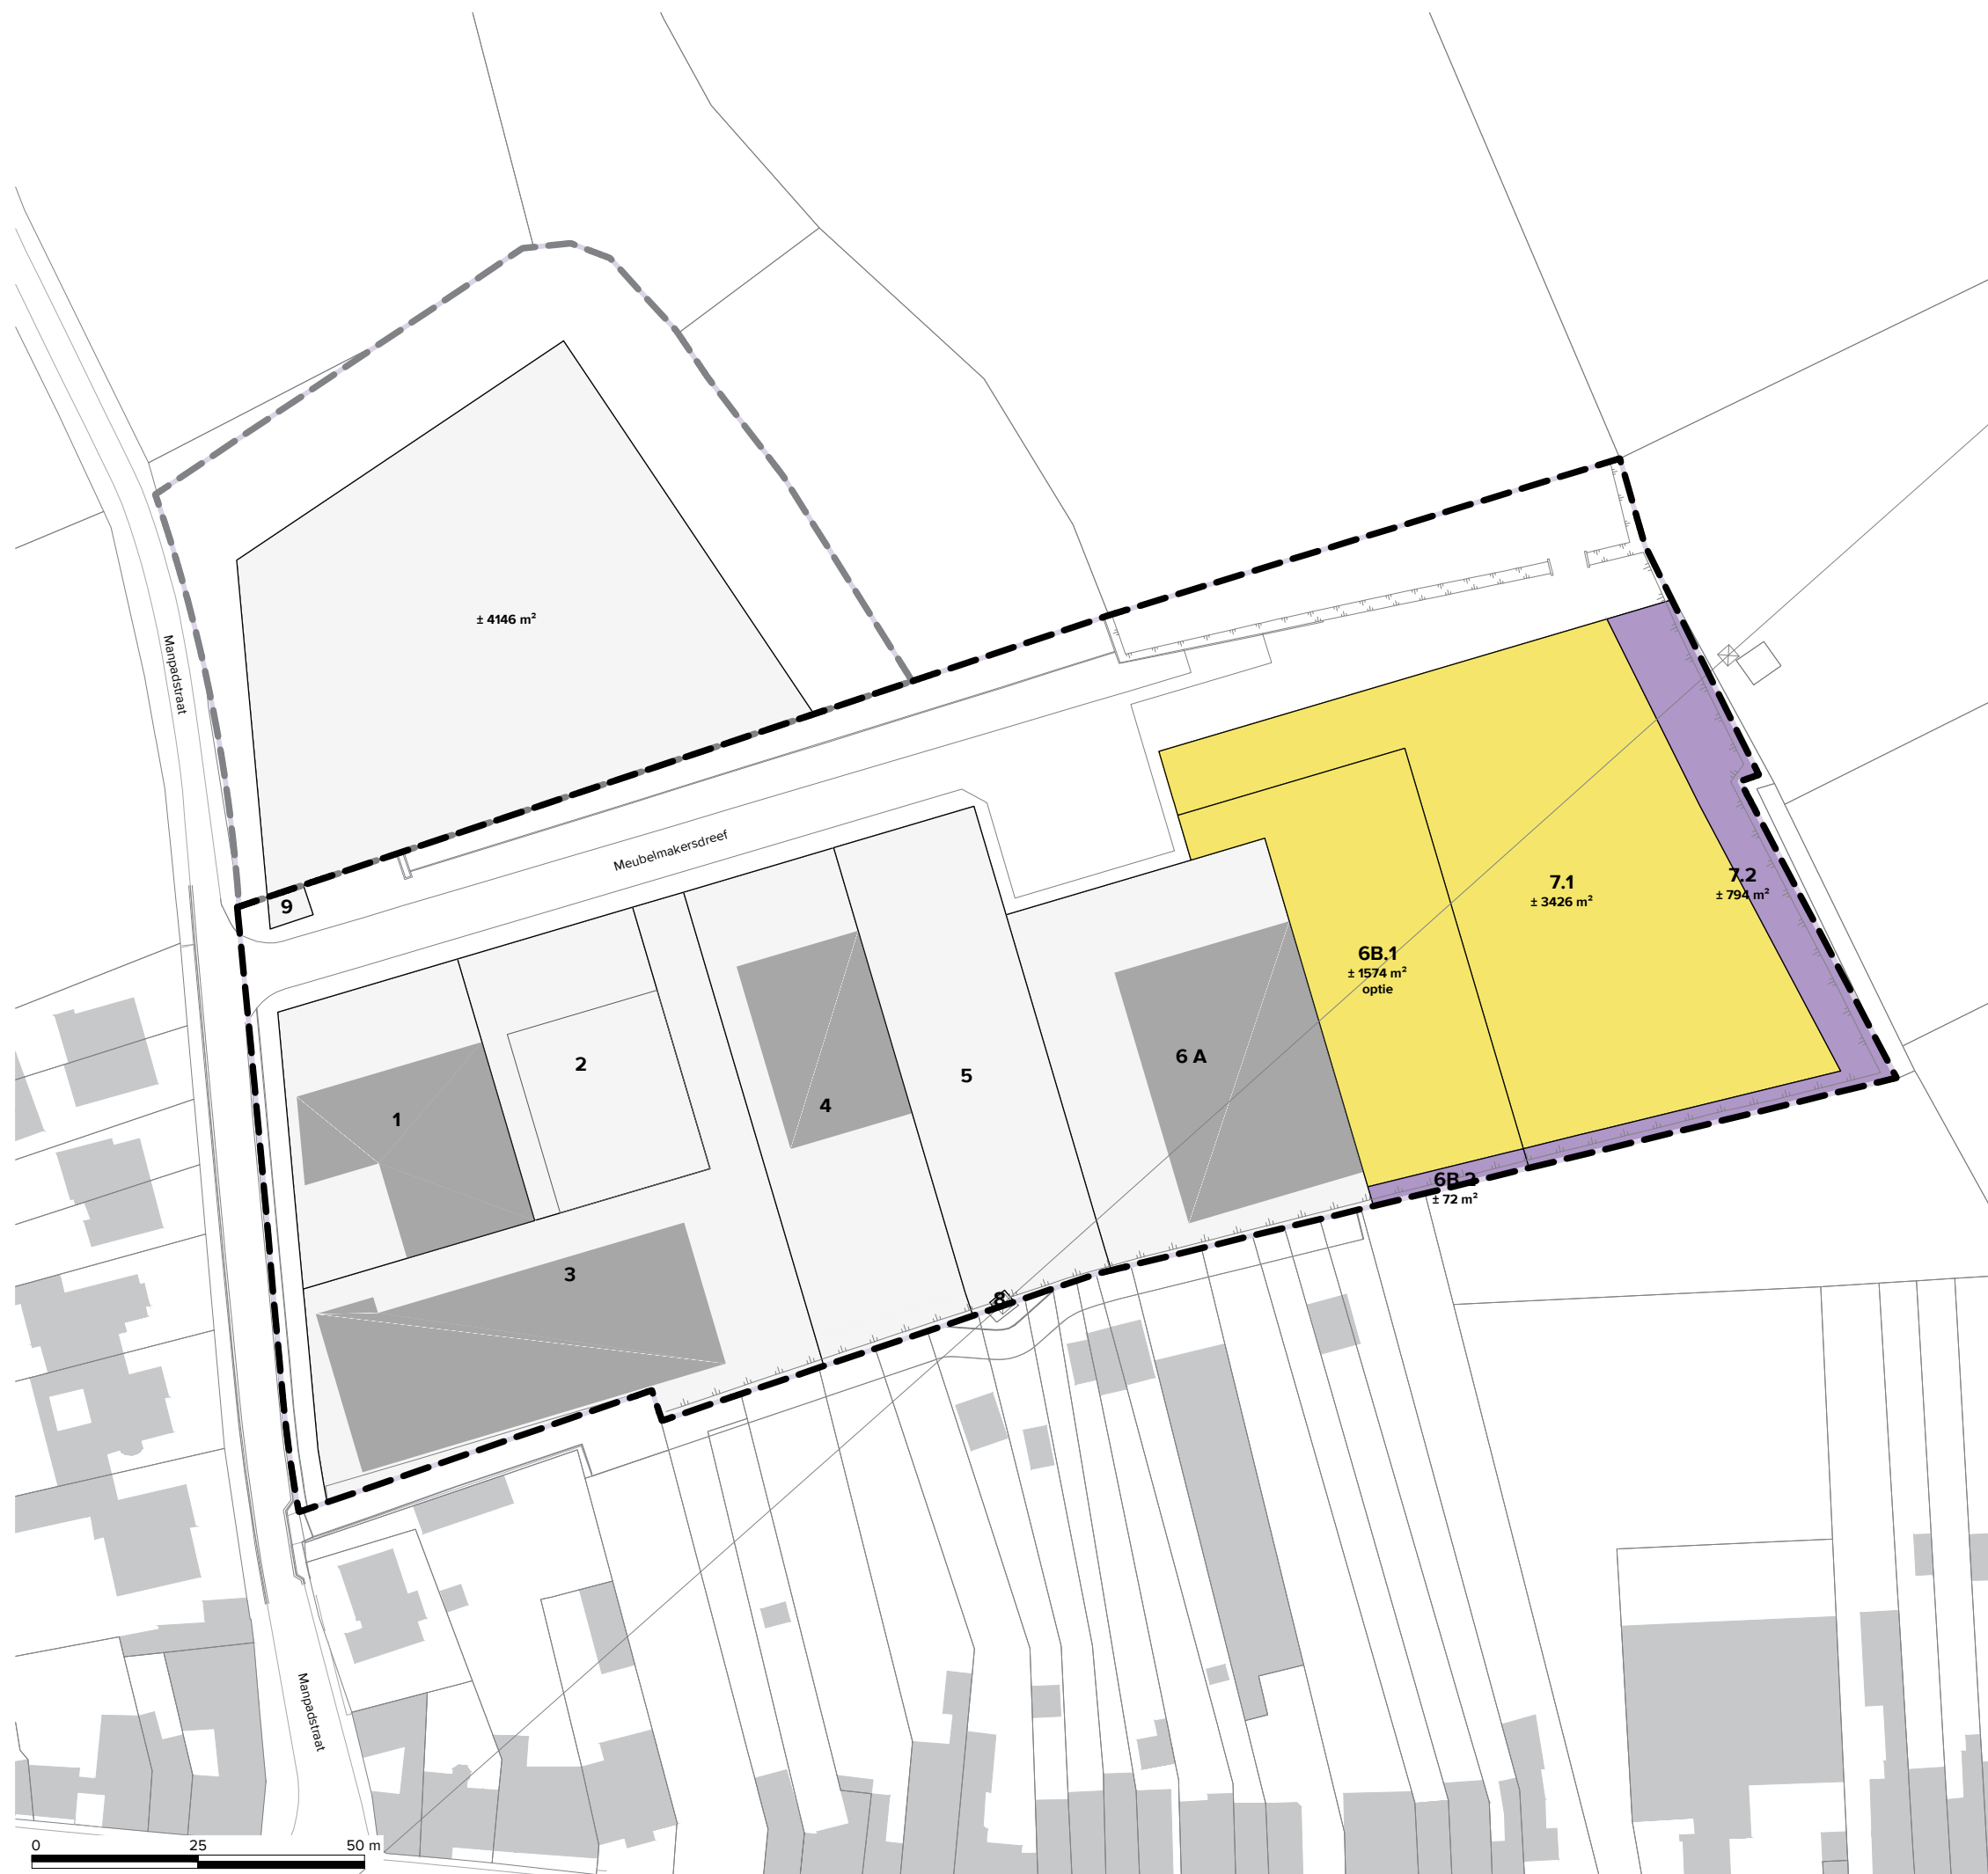 ± 4146 m²
Manpadstraat
Meubelmakersdreef
9
7.1
± 3426 m²
7.2
± 794 m²
6B.1
± 1574 m²
optie
2
1
4
5
6 A
3
6B.2
± 72 m²
8
Manpadstraat
0 25 50 m